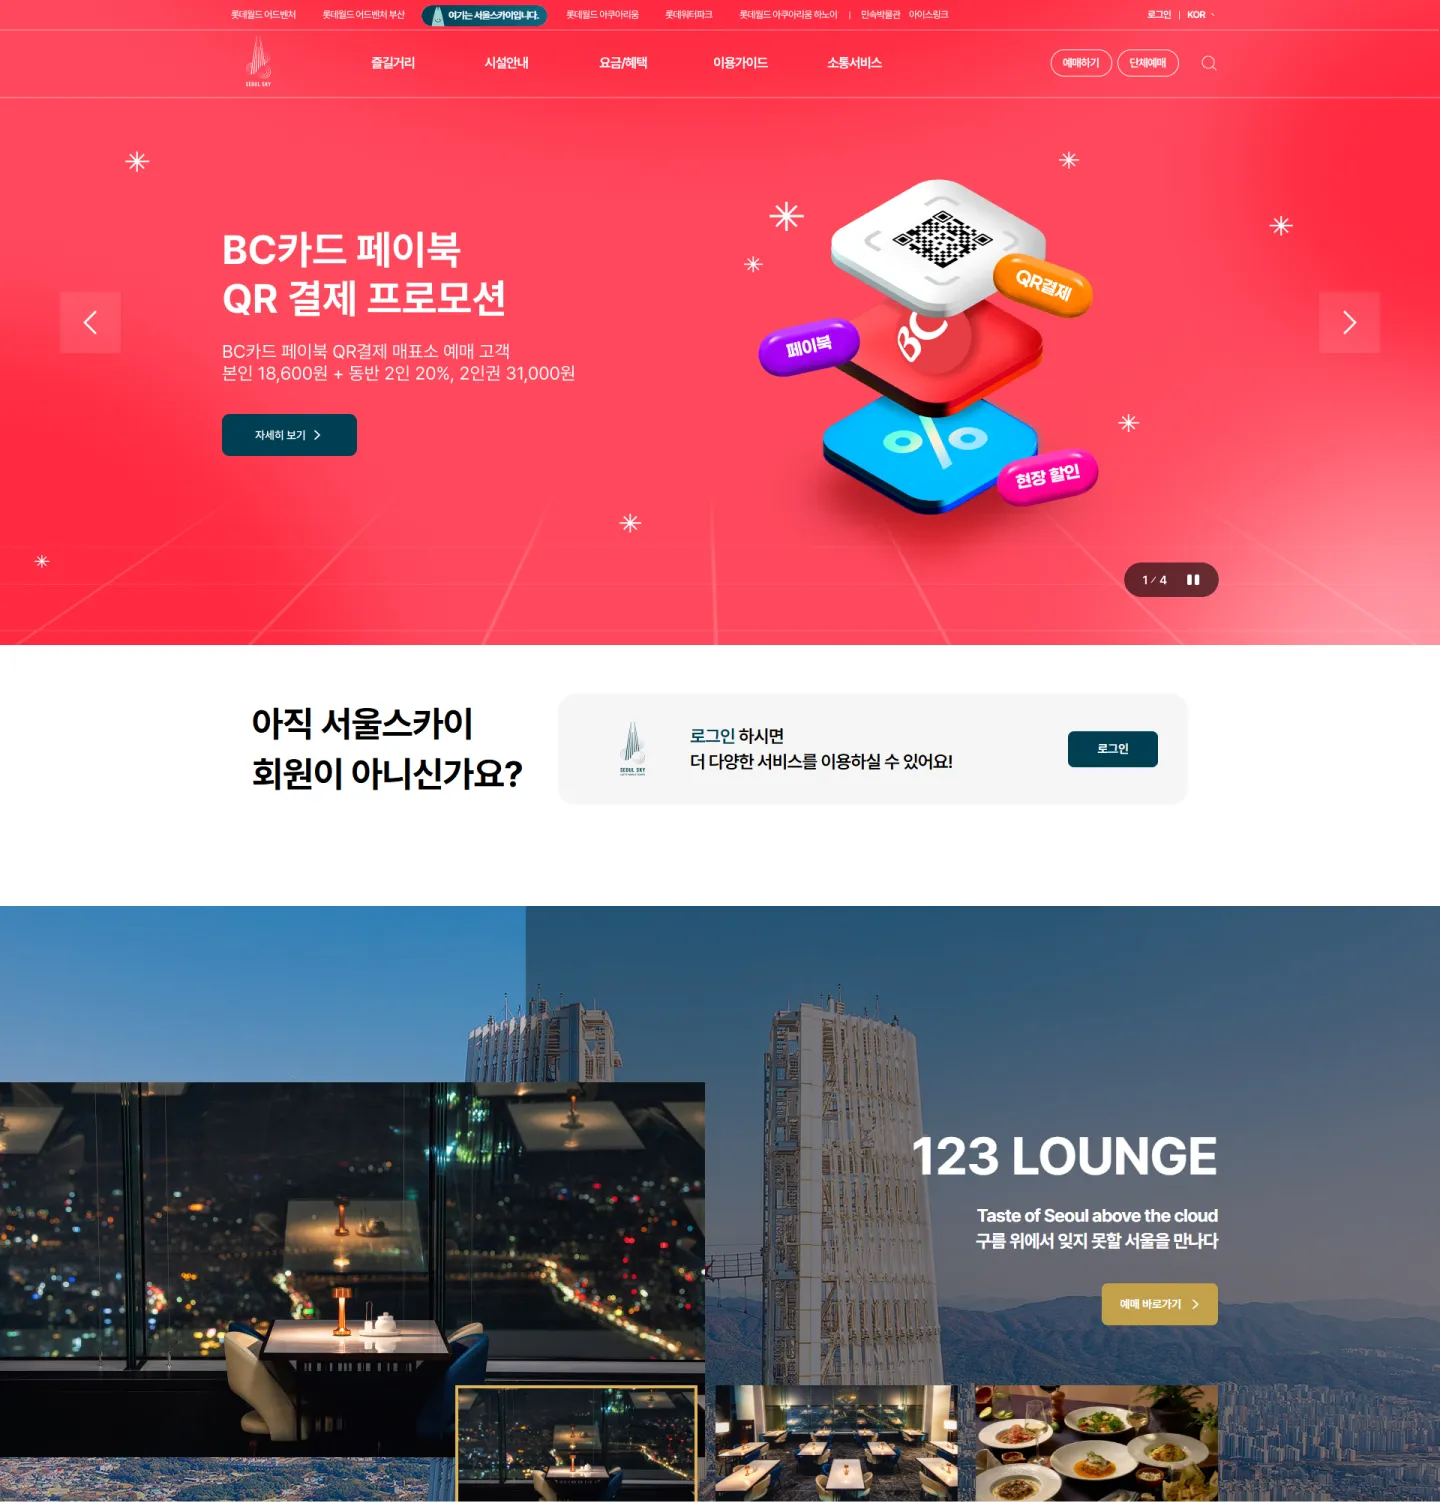 롯데월드 어드벤처
롯데월드 어드벤처 부산
여기는 서울스카이입니다.
롯데월드 아쿠아리움
롯데워터파크
롯데월드 아쿠아리움 하노이
|
민속박물관
아이스링크
로그인
|
KOR
SEOUL SKY
즐길거리
시설안내
요금/혜택
이용가이드
소통서비스
예매하기
단체예매
BC카드 페이북
QR 결제 프로모션
BC카드 페이북 QR결제 매표소 예매 고객
본인 18,600원 + 동반 2인 20%, 2인권 31,000원
자세히 보기
QR결제
페이북
BC
%
현장 할인
1 / 4
아직 서울스카이
회원이 아니신가요?
SEOUL SKY
로그인 하시면
더 다양한 서비스를 이용하실 수 있어요!
로그인
123 LOUNGE
Taste of Seoul above the cloud
구름 위에서 잊지 못할 서울을 만나다
예매 바로가기